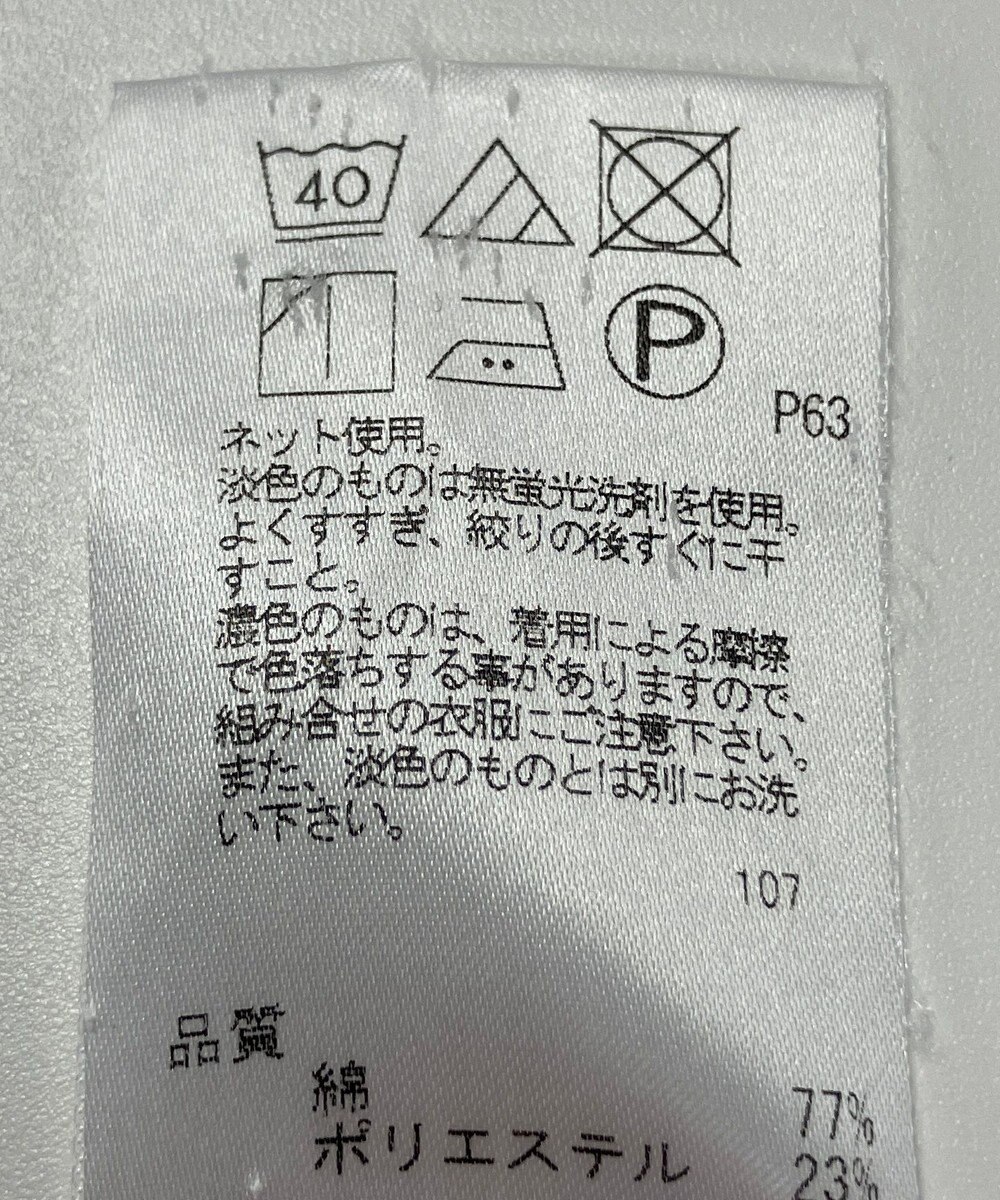 40
P
P63
ネット使用。
淡色のものは無蛍光洗剤を使用。
よくすすぎ、絞りの後すぐに干
すこと。
濃色のものは、着用による摩擦
で色落ちする事がありますので、
組み合せの衣服にご注意下さい。
また、淡色のものとは別にお洗
い下さい。
107
品質
綿 77%
ポリエステル 23%